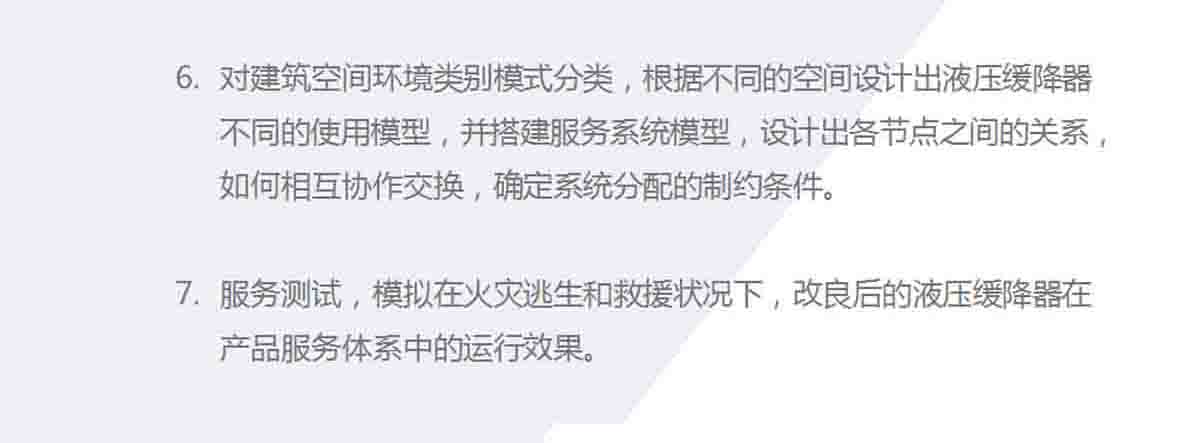 6. 对建筑空间环境类别模式分类，根据不同的空间设计出液压缓降器
不同的使用模型，并搭建服务系统模型，设计出各节点之间的关系，
如何相互协作交换，确定系统分配的制约条件。
7. 服务测试，模拟在火灾逃生和救援状况下，改良后的液压缓降器在
产品服务体系中的运行效果。